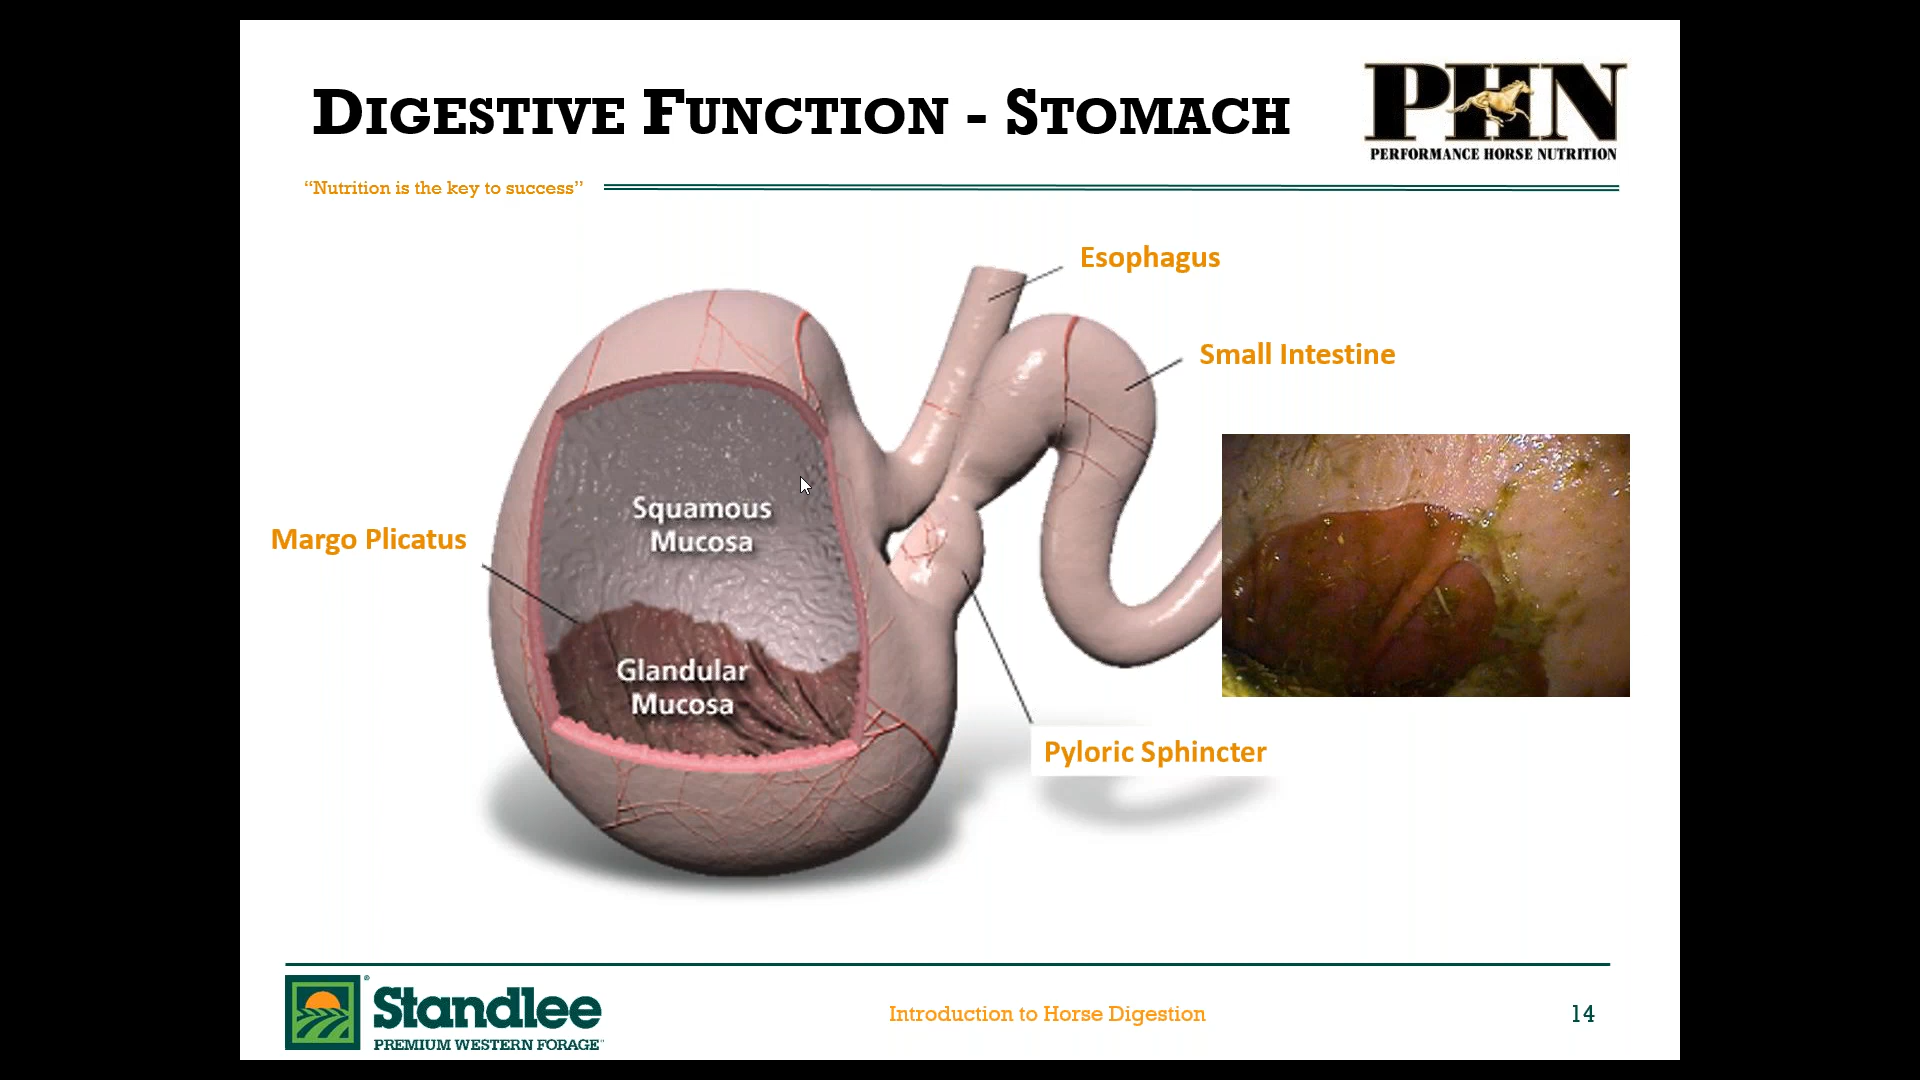 DIGESTIVE FUNCTION - STOMACH
PHN
PERFORMANCE HORSE NUTRITION
“Nutrition is the key to success”
Esophagus
Small Intestine
Squamous
Mucosa
Margo Plicatus
Glandular
Mucosa
Pyloric Sphincter
Standlee®
PREMIUM WESTERN FORAGE™
Introduction to Horse Digestion
14